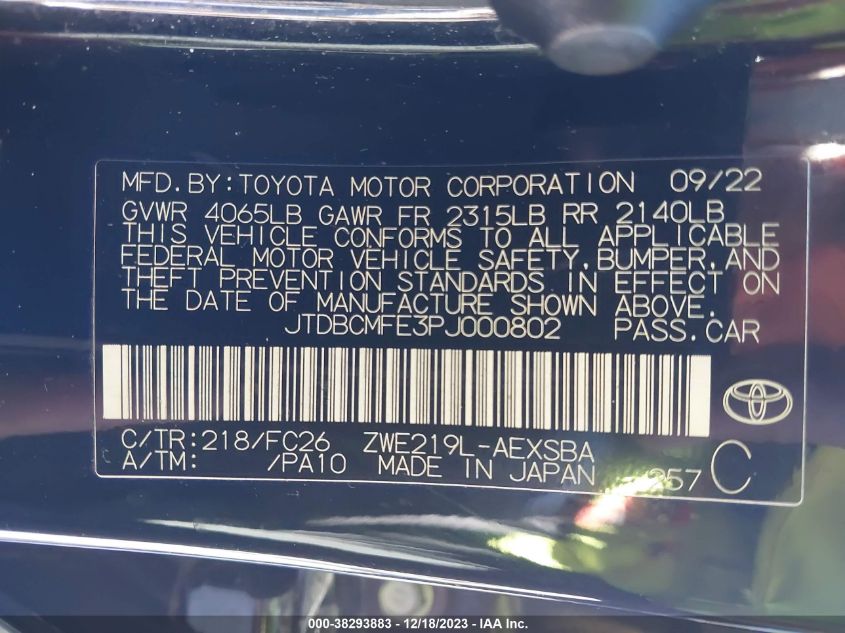 MFD.BY:TOYOTA MOTOR CORPORATION 09/22
GVWR 4065LB GAWR FR 2315LB RR 2140LB
THIS VEHICLE CONFORMS TO ALL APPLICABLE
FEDERAL MOTOR VEHICLE SAFETY,BUMPER,AND
THEFT PREVENTION STANDARDS IN EFFECT ON
THE DATE OF MANUFACTURE SHOWN ABOVE.
JTDBCMFE3PJ000802 PASS.CAR
C/TR:218/FC26 ZWE219L-AEXSBA
A/TM: /PA10 MADE IN JAPAN C
000-38293883 - 12/18/2023 - IAA Inc.